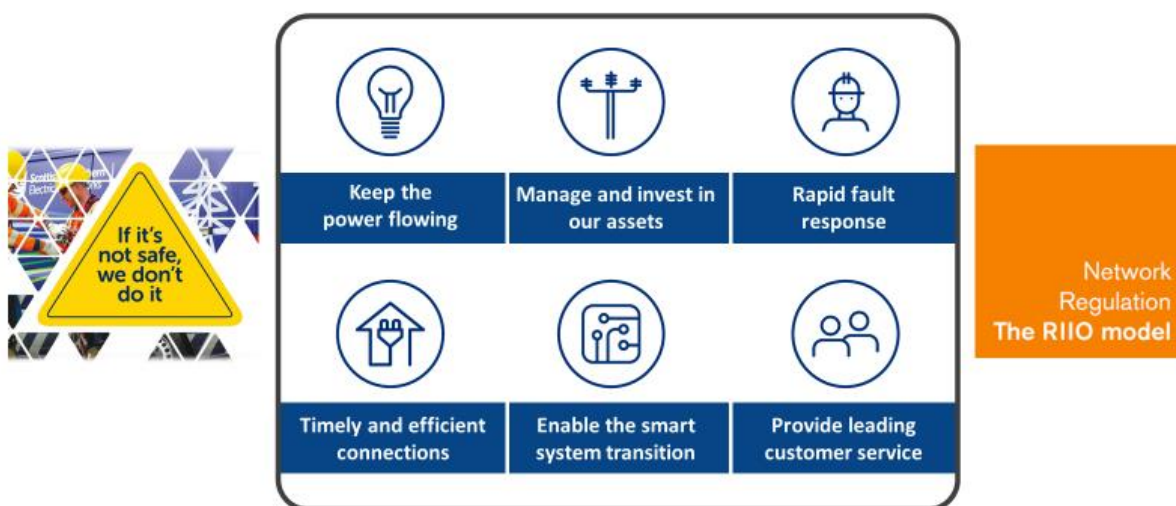 Keep the
power flowing
Manage and invest in
our assets
Rapid fault
response
If it's
not safe,
we don't
do it
Network
Regulation
The RIIO model
Timely and efficient
connections
Enable the smart
system transition
Provide leading
customer service